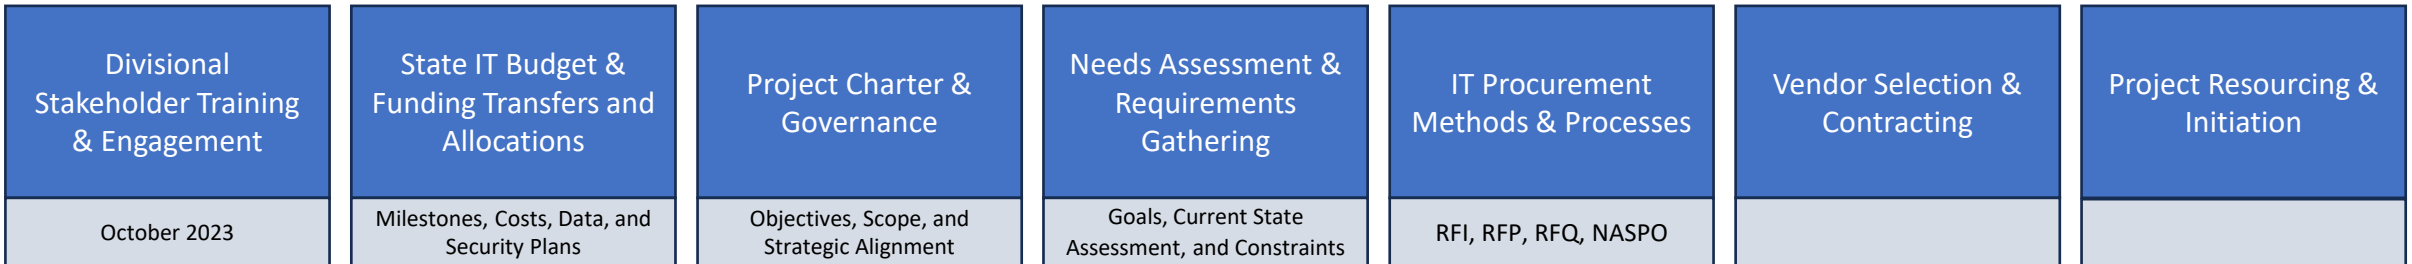 Divisional
Stakeholder Training
& Engagement
October 2023
State IT Budget &
Funding Transfers and
Allocations
Milestones, Costs, Data, and
Security Plans
Project Charter &
Governance
Objectives, Scope, and
Strategic Alignment
Needs Assessment &
Requirements
Gathering
Goals, Current State
Assessment, and Constraints
IT Procurement
Methods & Processes
RFI, RFP, RFQ, NASPO
Vendor Selection &
Contracting
Project Resourcing &
Initiation